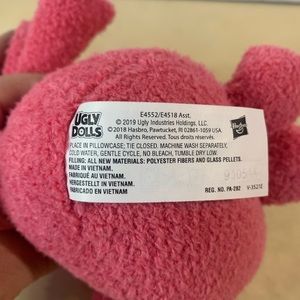 UGLY
DOLLS
E4552/E4518 Asst.
© 2019 Ugly Industries Holdings, LLC.
©2018 Hasbro, Pawtucket, RI 02861-1059 USA
All Rights Reserved. Tous droits réservés.
Hasbro
PLACE IN PILLOWCASE; TIE CLOSED. MACHINE WASH SEPARATELY,
COLD WATER, GENTLE CYCLE, NO BLEACH, TUMBLE DRY LOW.
FILLING: ALL NEW MATERIALS: POLYESTER FIBERS AND GLASS PELLETS.
MADE IN VIETNAM.
FABRIQUÉ AU VIETNAM.
HERGESTELLT IN VIETNAM.
FABRICADO EN VIETNAM.
REG. NO. PA-282